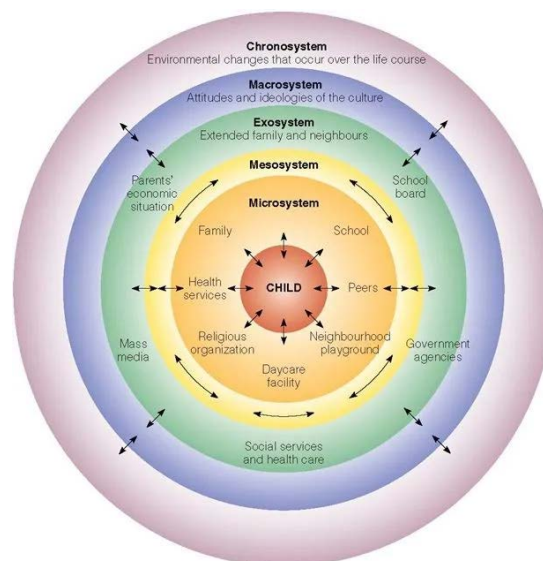 Chronosystem
Environmental changes that occur over the life course
Macrosystem
Attitudes and ideologies of the culture
Exosystem
Extended family and neighbours
Mesosystem
Parents'
economic
situation
School
board
Microsystem
Family
School
Health
services
CHILD
Peers
Religious
organization
Neighbourhood
playground
Mass
media
Government
agencies
Daycare
facility
Social services
and health care